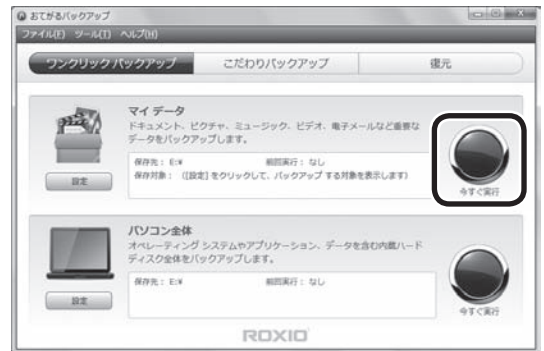 おてがるバックアップ
ファイル(F) ツール(T) ヘルプ(H)
ワンクリックバックアップ こだわりバックアップ 復元
マイ データ
ドキュメント、ピクチャ、ミュージック、ビデオ、電子メールなど重要な
データをバックアップします。
保存先： E:¥ 前回実行： なし
保存対象： （[設定] をクリックして、バックアップ する対象を表示します）
設定
今すぐ実行
パソコン全体
オペレーティング システムやアプリケーション、データを含む内蔵ハード
ディスク全体をバックアップします。
保存先： E:¥ 前回実行： なし
設定
今すぐ実行
ROXIO